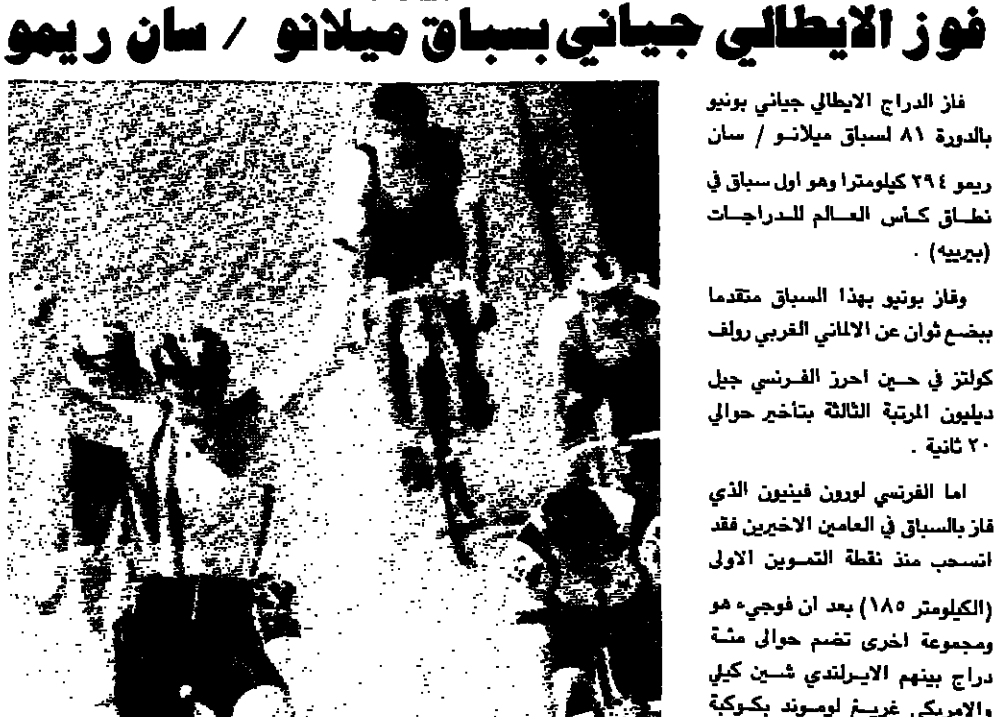 فوز الايطالي جياني بسباق ميلانو / سان ريمو
فاز الدراج الايطالي جياني بونيو
بالدورة ٨١ لسباق ميلانو / سان
ريمو ٢٩٤ كيلومترا وهو اول سباق في
نطاق كأس العالم للدراجات
(بيرييه) .
وفاز بونيو بهذا السباق متقدما
ببضع ثوان عن الالماني الغربي رولف
كولتز في حين احرز الفرنسي جيل
ديليون المرتبة الثالثة بتأخير حوالي
٢٠ ثانية .
اما الفرنسي لورون فينيون الذي
فاز بالسباق في العامين الاخيرين فقد
انسحب منذ نقطة التموين الاولى
(الكيلومتر ١٨٥) بعد ان فوجيء هو
ومجموعة اخرى تضم حوالى مئة
دراج بينهم الايرلندي شين كيلي
والامريكي غريغ لوموند بكوكبة